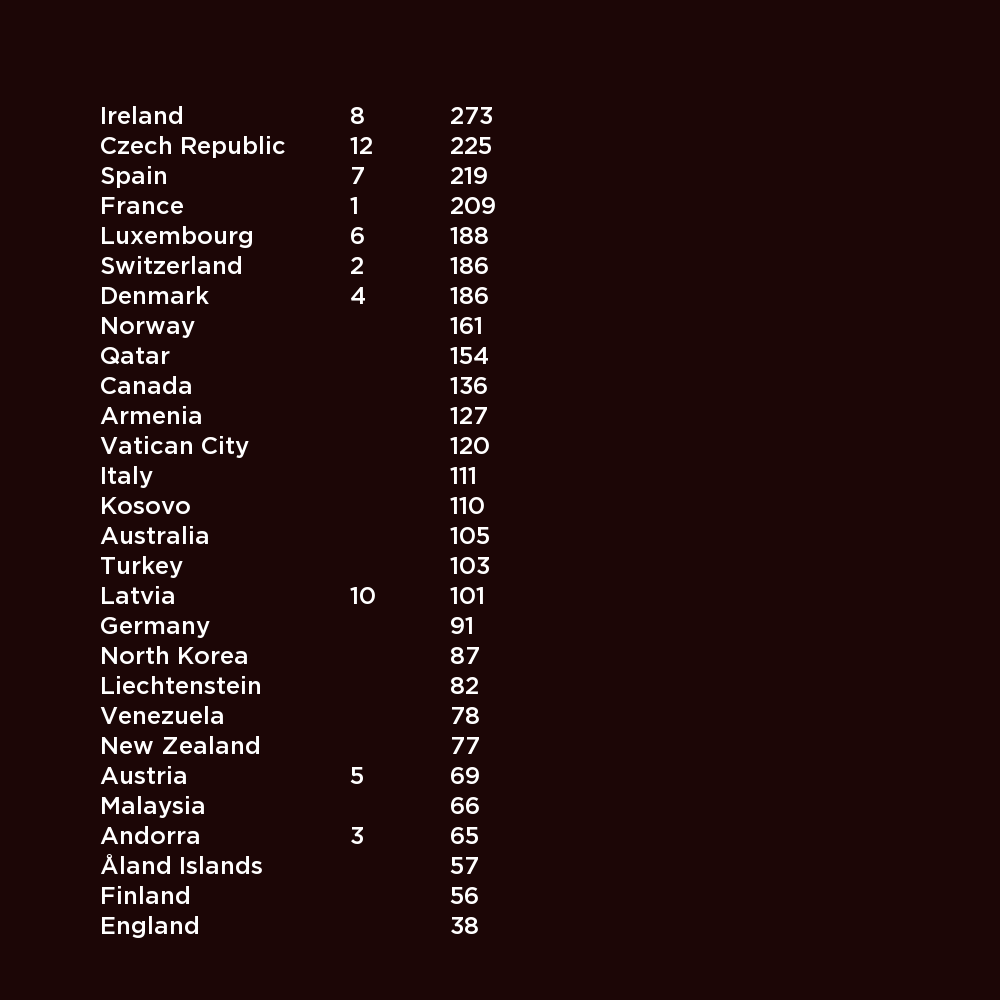 Ireland 8 273
Czech Republic 12 225
Spain 7 219
France 1 209
Luxembourg 6 188
Switzerland 2 186
Denmark 4 186
Norway 161
Qatar 154
Canada 136
Armenia 127
Vatican City 120
Italy 111
Kosovo 110
Australia 105
Turkey 103
Latvia 10 101
Germany 91
North Korea 87
Liechtenstein 82
Venezuela 78
New Zealand 77
Austria 5 69
Malaysia 66
Andorra 3 65
Åland Islands 57
Finland 56
England 38